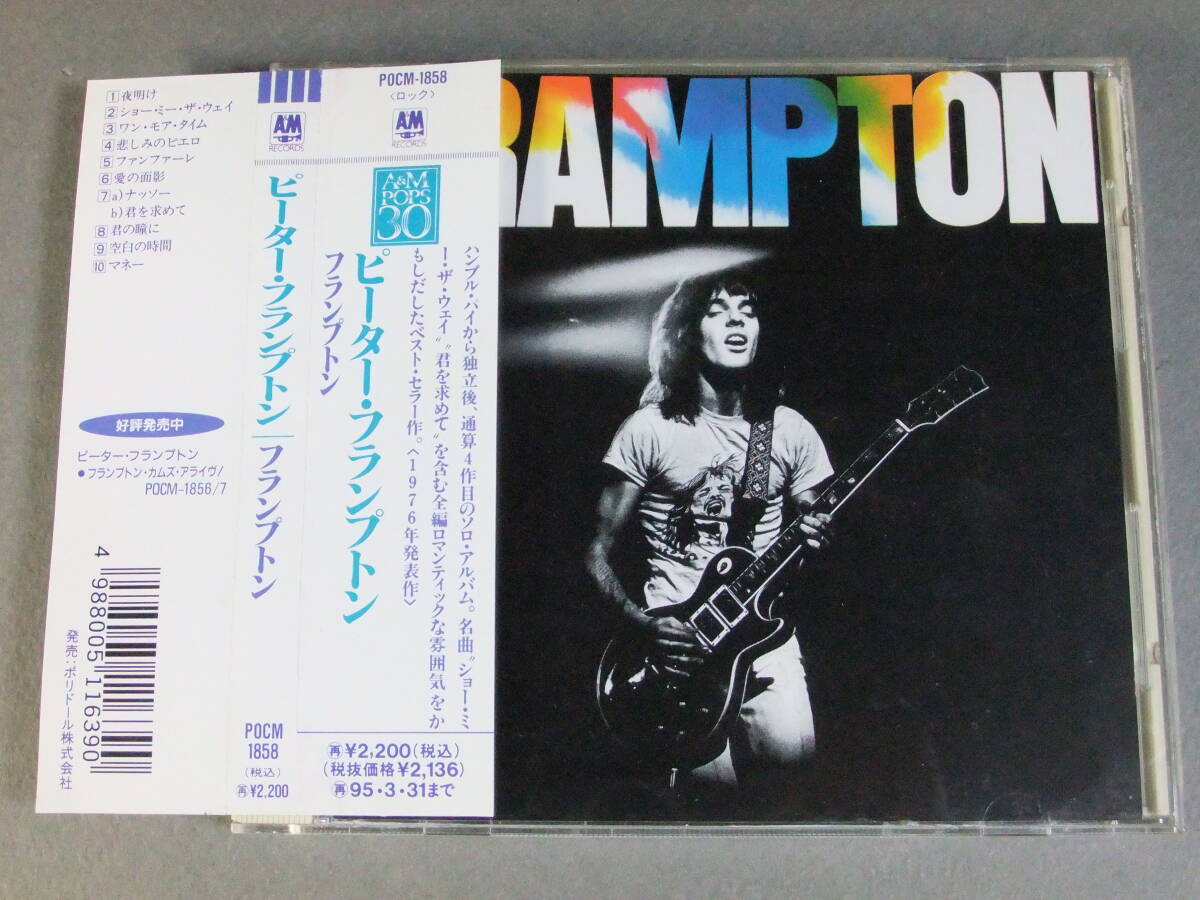 1 夜明け
2 ショー・ミー・ザ・ウェイ
3 ワン・モア・タイム
4 悲しみのピエロ
5 ファンファーレ
6 愛の面影
7 a)ナッソー
b)君を求めて
8 君の瞳に
9 空白の時間
10 マネー
好評発売中
ピーター・フランプトン
●フランプトン・カムズ・アライヴ/
POCM-1856/7
4 988005 116390
発売:ポリドール株式会社
A&M
RECORDS
ピーター・フランプトン/フランプトン
POCM
1858
(税込)
再¥2,200
POCM-1858
〈ロック〉
A&M
RECORDS
A&M
POPS
30
ピーター・フランプトン
フランプトン
ハンブル・パイから独立後、通算4作目のソロ・アルバム。名曲“ショー・ミ
ー・ザ・ウェイ”“君を求めて”を含む全編ロマンティックな雰囲気をか
もしだしたベスト・セラー作。〈1976年発表作〉
再¥2,200(税込)
(税抜価格¥2,136)
再95・3・31まで
RAMPTON